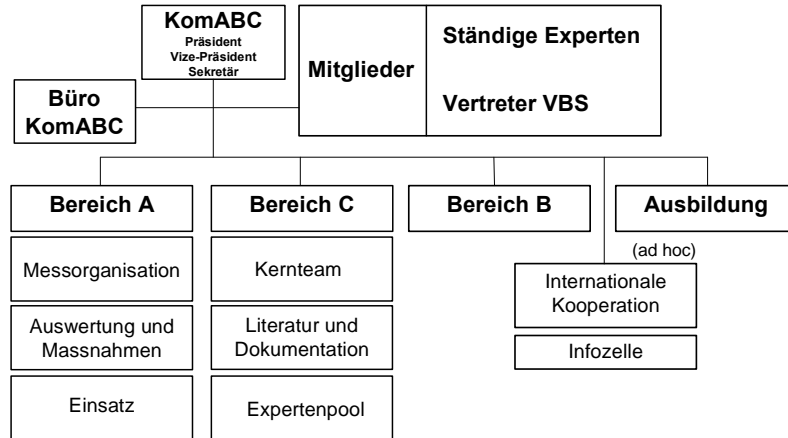 KomABC
Präsident
Vize-Präsident
Sekretär
Mitglieder
Ständige Experten
Vertreter VBS
Büro
KomABC
Bereich A
Bereich C
Bereich B
Ausbildung
Messorganisation
Auswertung und
Massnahmen
Einsatz
Kernteam
Literatur und
Dokumentation
Expertenpool
(ad hoc)
Internationale
Kooperation
Infozelle